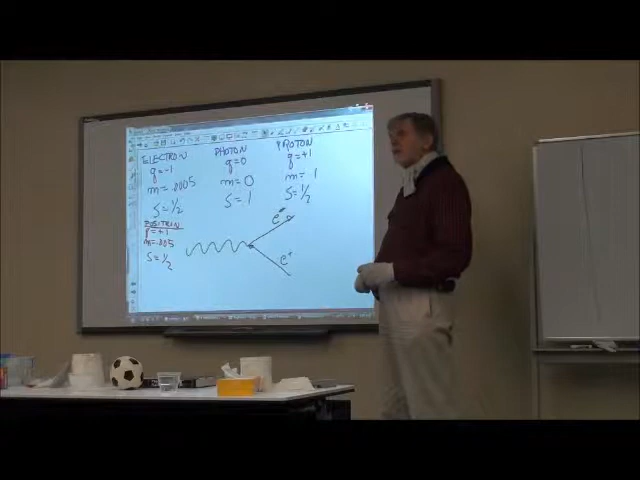 ELECTRON
q=-1
m=.0005
S=1/2
PHOTON
q=0
m=0
S=1
PROTON
q=+1
m=1
S=1/2
POSITRON
q=+1
m=.005
S=1/2
e⁻
e⁺